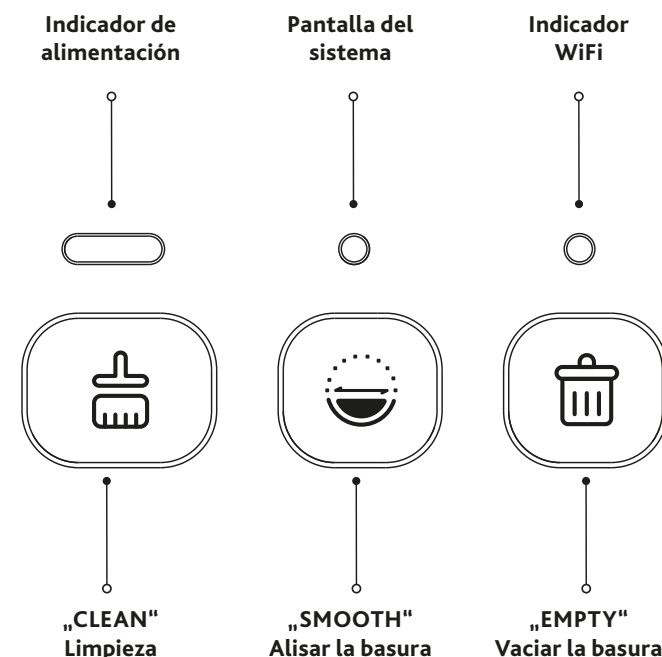 Indicador de
alimentación
Pantalla del
sistema
Indicador
WiFi
„CLEAN“
Limpieza
„SMOOTH“
Alisar la basura
„EMPTY“
Vaciar la basura